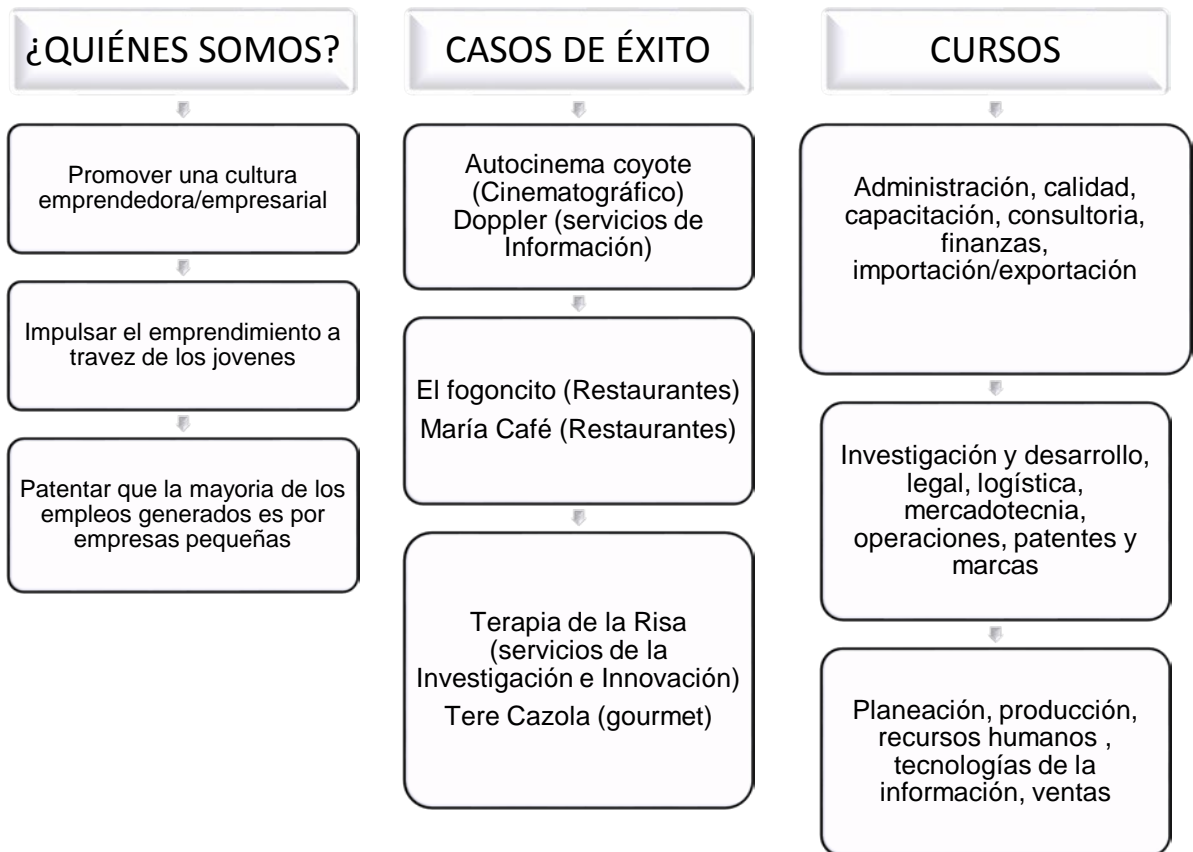 ¿QUIÉNES SOMOS?
Promover una cultura
emprendedora/empresarial
Impulsar el emprendimiento a
travez de los jovenes
Patentar que la mayoria de los
empleos generados es por
empresas pequeñas
CASOS DE ÉXITO
Autocinema coyote
(Cinematográfico)
Doppler (servicios de
Información)
El fogoncito (Restaurantes)
María Café (Restaurantes)
Terapia de la Risa
(servicios de la
Investigación e Innovación)
Tere Cazola (gourmet)
CURSOS
Administración, calidad,
capacitación, consultoria,
finanzas,
importación/exportación
Investigación y desarrollo,
legal, logística,
mercadotecnia,
operaciones, patentes y
marcas
Planeación, producción,
recursos humanos ,
tecnologías de la
información, ventas